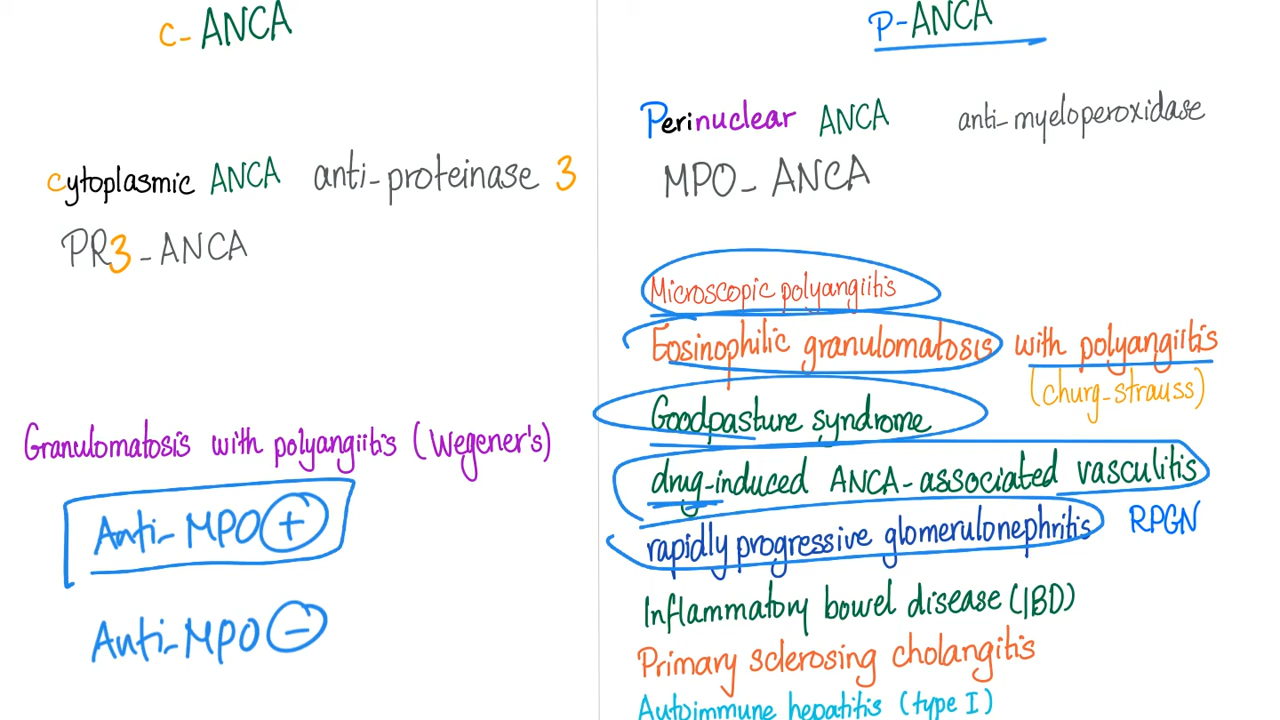 c-ANCA
Cytoplasmic ANCA anti-proteinase 3
PR3-ANCA
Granulomatosis with polyangiitis (Wegener's)
Anti-MPO +
Anti-MPO -
P-ANCA
Perinuclear ANCA anti-myeloperoxidase
MPO-ANCA
Microscopic polyangiitis
Eosinophilic granulomatosis with polyangiitis
(churg-strauss)
Goodpasture syndrome
drug-induced ANCA-associated vasculitis
rapidly progressive glomerulonephritis RPGN
Inflammatory bowel disease (IBD)
Primary sclerosing cholangitis
Autoimmune hepatitis (type I)